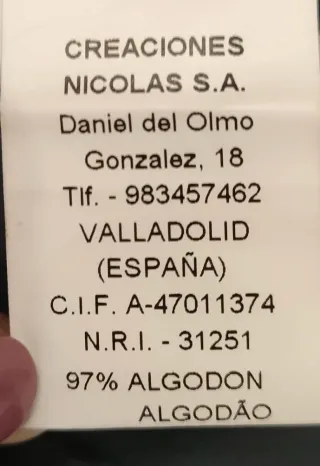 CREACIONES
NICOLAS S.A.
Daniel del Olmo
Gonzalez, 18
Tlf. - 983457462
VALLADOLID
(ESPAÑA)
C.I.F. A-47011374
N.R.I. - 31251
97% ALGODON
ALGODÃO